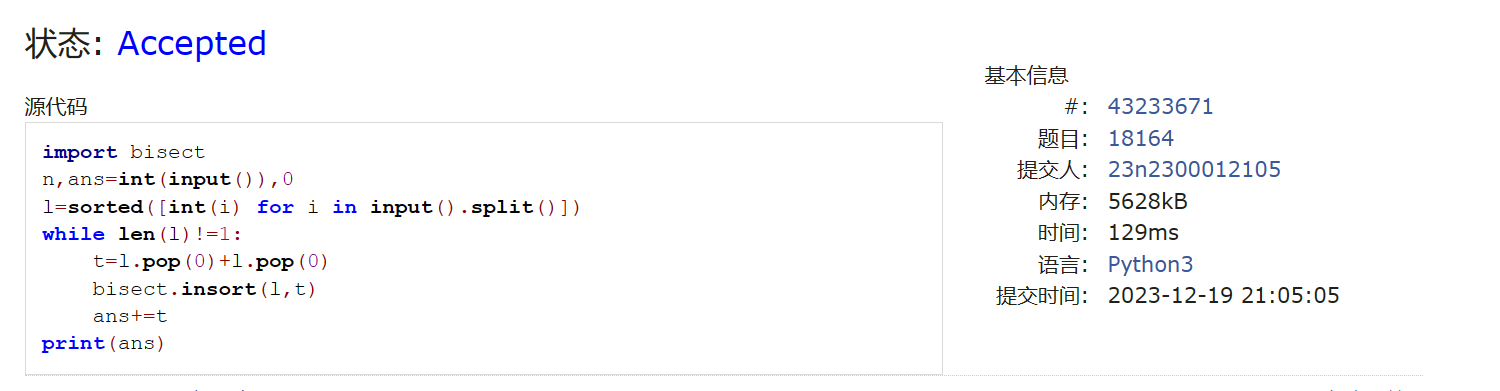 状态: Accepted
源代码
import bisect
n,ans=int(input()),0
l=sorted([int(i) for i in input().split()])
while len(l)!=1:
    t=l.pop(0)+l.pop(0)
    bisect.insort(l,t)
    ans+=t
print(ans)
基本信息
#: 43233671
题目: 18164
提交人: 23n2300012105
内存: 5628kB
时间: 129ms
语言: Python3
提交时间: 2023-12-19 21:05:05